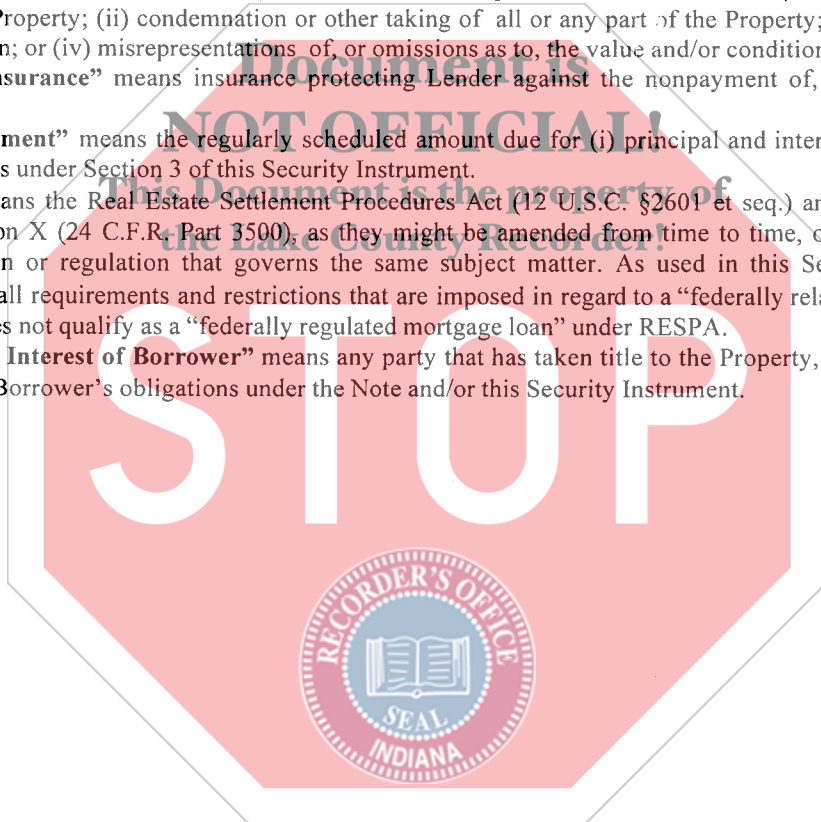 Property; (ii) condemnation or other taking of all or any part of the Property;
n; or (iv) misrepresentations of, or omissions as to, the value and/or condition
surance” means insurance protecting Lender against the nonpayment of,
ment” means the regularly scheduled amount due for (i) principal and inter
s under Section 3 of this Security Instrument.
ans the Real Estate Settlement Procedures Act (12 U.S.C. §2601 et seq.) an
on X (24 C.F.R. Part 3500), as they might be amended from time to time, o
n or regulation that governs the same subject matter. As used in this Se
all requirements and restrictions that are imposed in regard to a “federally rela
s not qualify as a “federally regulated mortgage loan” under RESPA.
Interest of Borrower” means any party that has taken title to the Property,
Borrower’s obligations under the Note and/or this Security Instrument.
Document is
NOT OFFICIAL!
This Document is the property of
the Lake County Recorder!
STOP
RECORDER'S OFFICE
SEAL
INDIANA